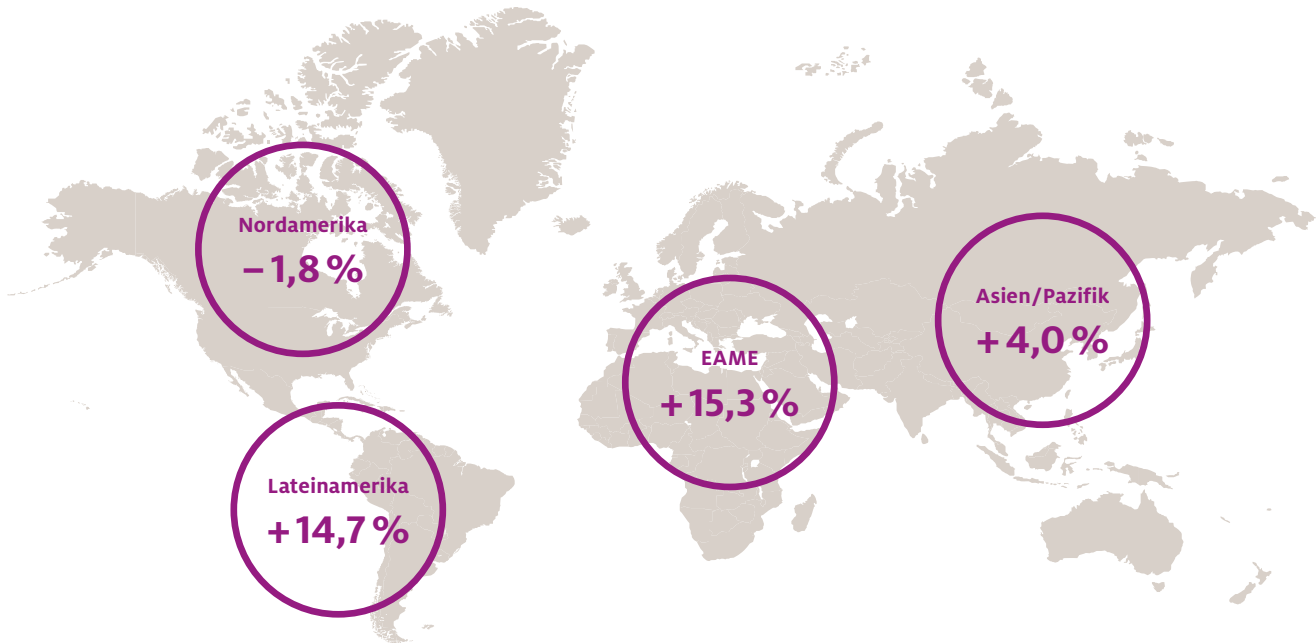 Nordamerika
– 1,8 %
Asien/Pazifik
+ 4,0 %
EAME
+ 15,3 %
Lateinamerika
+ 14,7 %